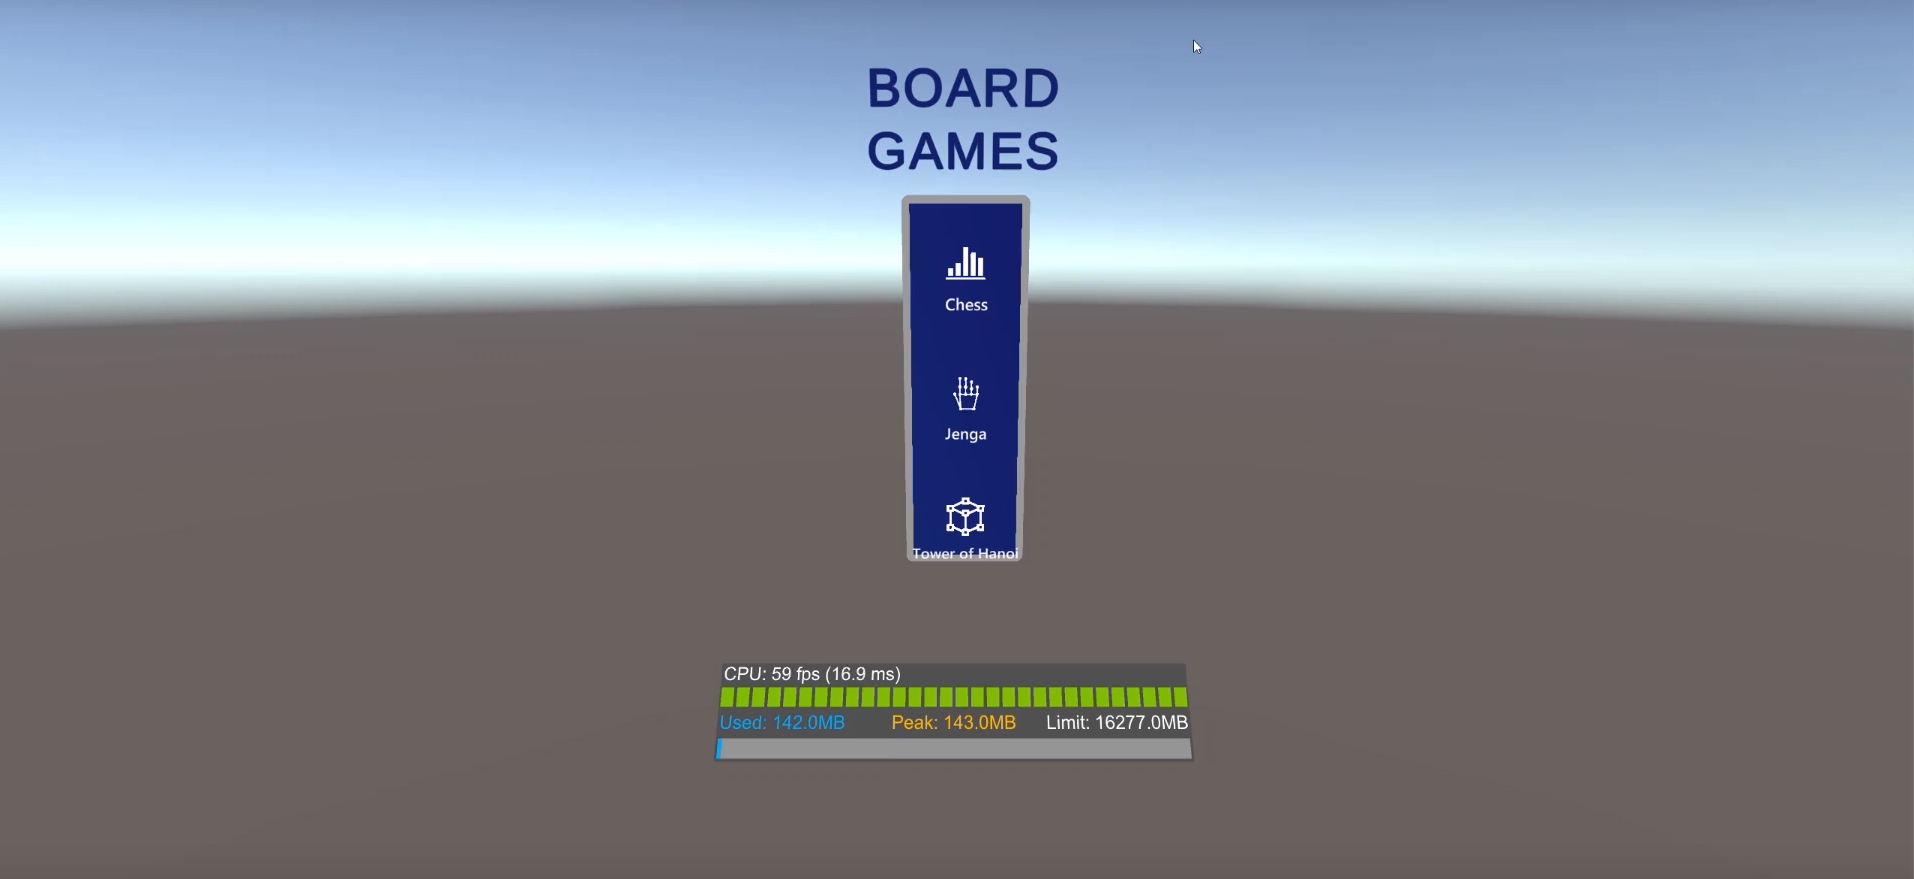 BOARD
GAMES
Chess
Jenga
Tower of Hanoi
CPU: 59 fps (16.9 ms)
Used: 142.0MB Peak: 143.0MB Limit: 16277.0MB